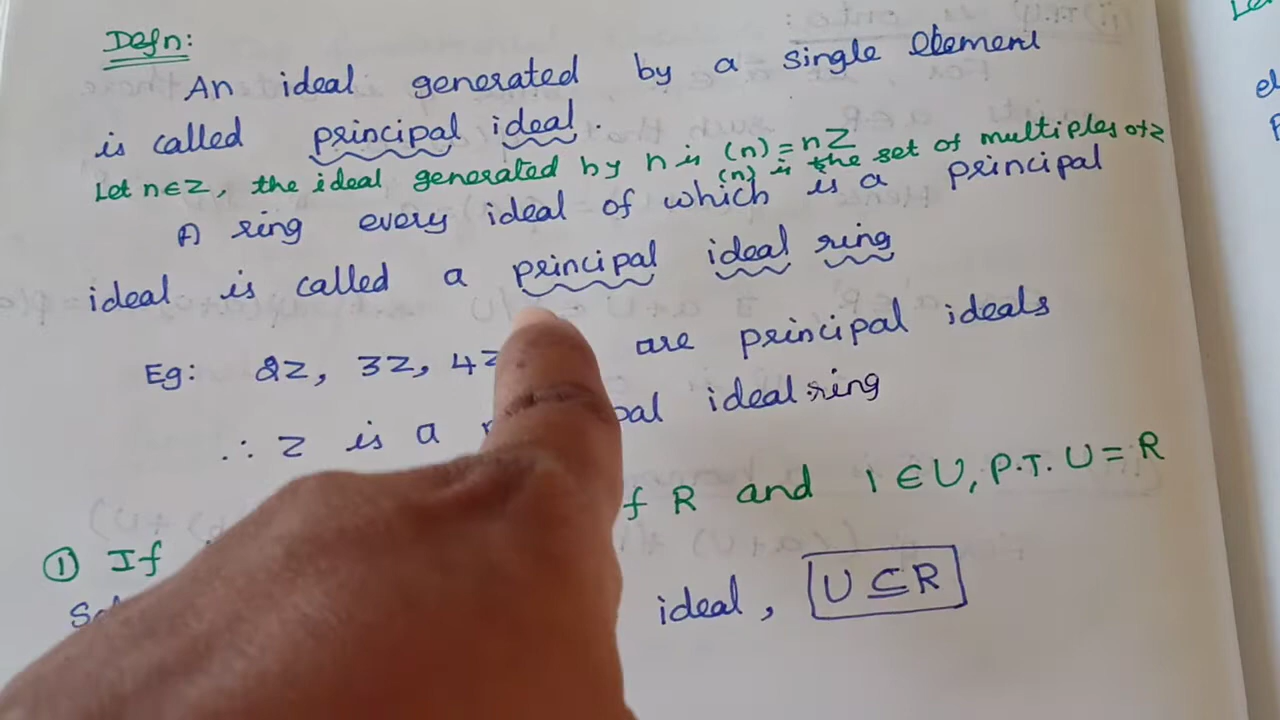 Defn:
An ideal generated by a single element
is called principal ideal.
Let n∈Z, the ideal generated by n is (n) = nZ
(n) is the set of multiples of z
A ring every ideal of which is a principal
ideal is called a principal ideal ring
Eg: 2Z, 3Z, 4Z are principal ideals
∴ Z is a pal ideal ring
① If f R and 1∈U, P.T. U=R
ideal, U⊆R